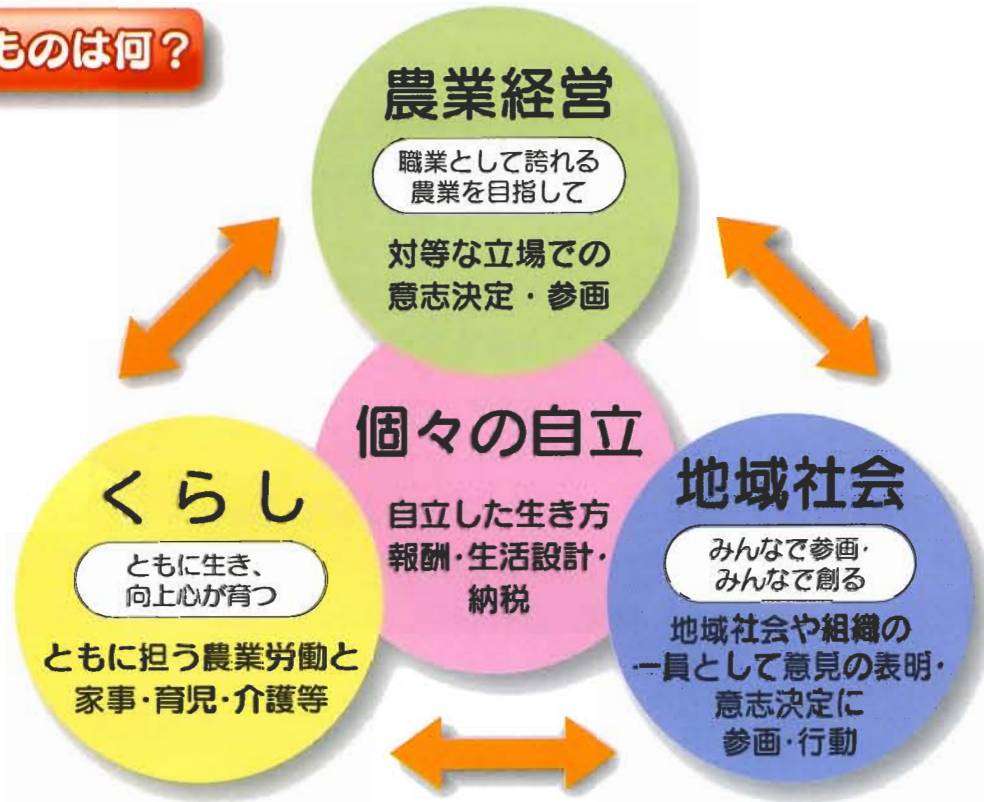 ものは何？
農業経営
職業として誇れる
農業を目指して
対等な立場での
意志決定・参画
個々の自立
自立した生き方
報酬・生活設計・
納税
くらし
ともに生き、
向上心が育つ
ともに担う農業労働と
家事・育児・介護等
地域社会
みんなで参画・
みんなで創る
地域社会や組織の
一員として意見の表明・
意志決定に
参画・行動